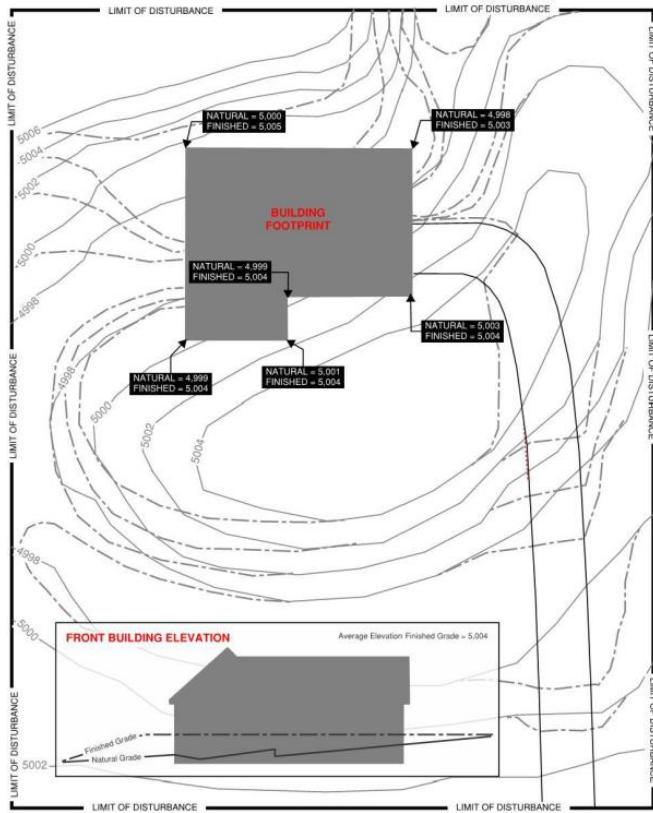 LIMIT OF DISTURBANCE
LIMIT OF DISTURBANCE
LIMIT OF DISTURBANCE
LIMIT OF DISTURBANCE
LIMIT OF DISTURBANCE
NATURAL = 5,000
FINISHED = 5,005
NATURAL = 4,998
FINISHED = 5,003
5006
5004
5002
5000
4998
BUILDING
FOOTPRINT
NATURAL = 4,999
FINISHED = 5,004
NATURAL = 5,003
FINISHED = 5,004
NATURAL = 4,999
FINISHED = 5,004
NATURAL = 5,001
FINISHED = 5,004
LIMIT OF DISTURBANCE
LIMIT OF DISTURBANCE
4998
5000
5002
5004
4998
5000
FRONT BUILDING ELEVATION
Average Elevation Finished Grade = 5,004
Finished Grade
Natural Grade
5002
LIMIT OF DISTURBANCE
LIMIT OF DISTURBANCE
LIMIT OF DISTURBANCE
LIMIT OF DISTURBANCE